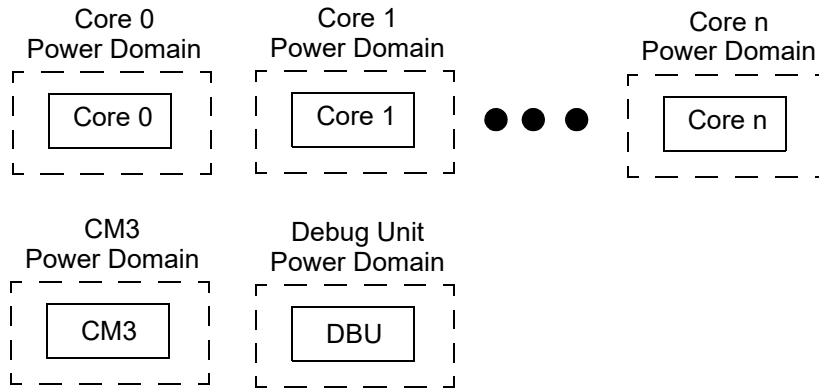 Core 0
Power Domain
Core 1
Power Domain
Core n
Power Domain
Core 0
Core 1
Core n
CM3
Power Domain
Debug Unit
Power Domain
CM3
DBU